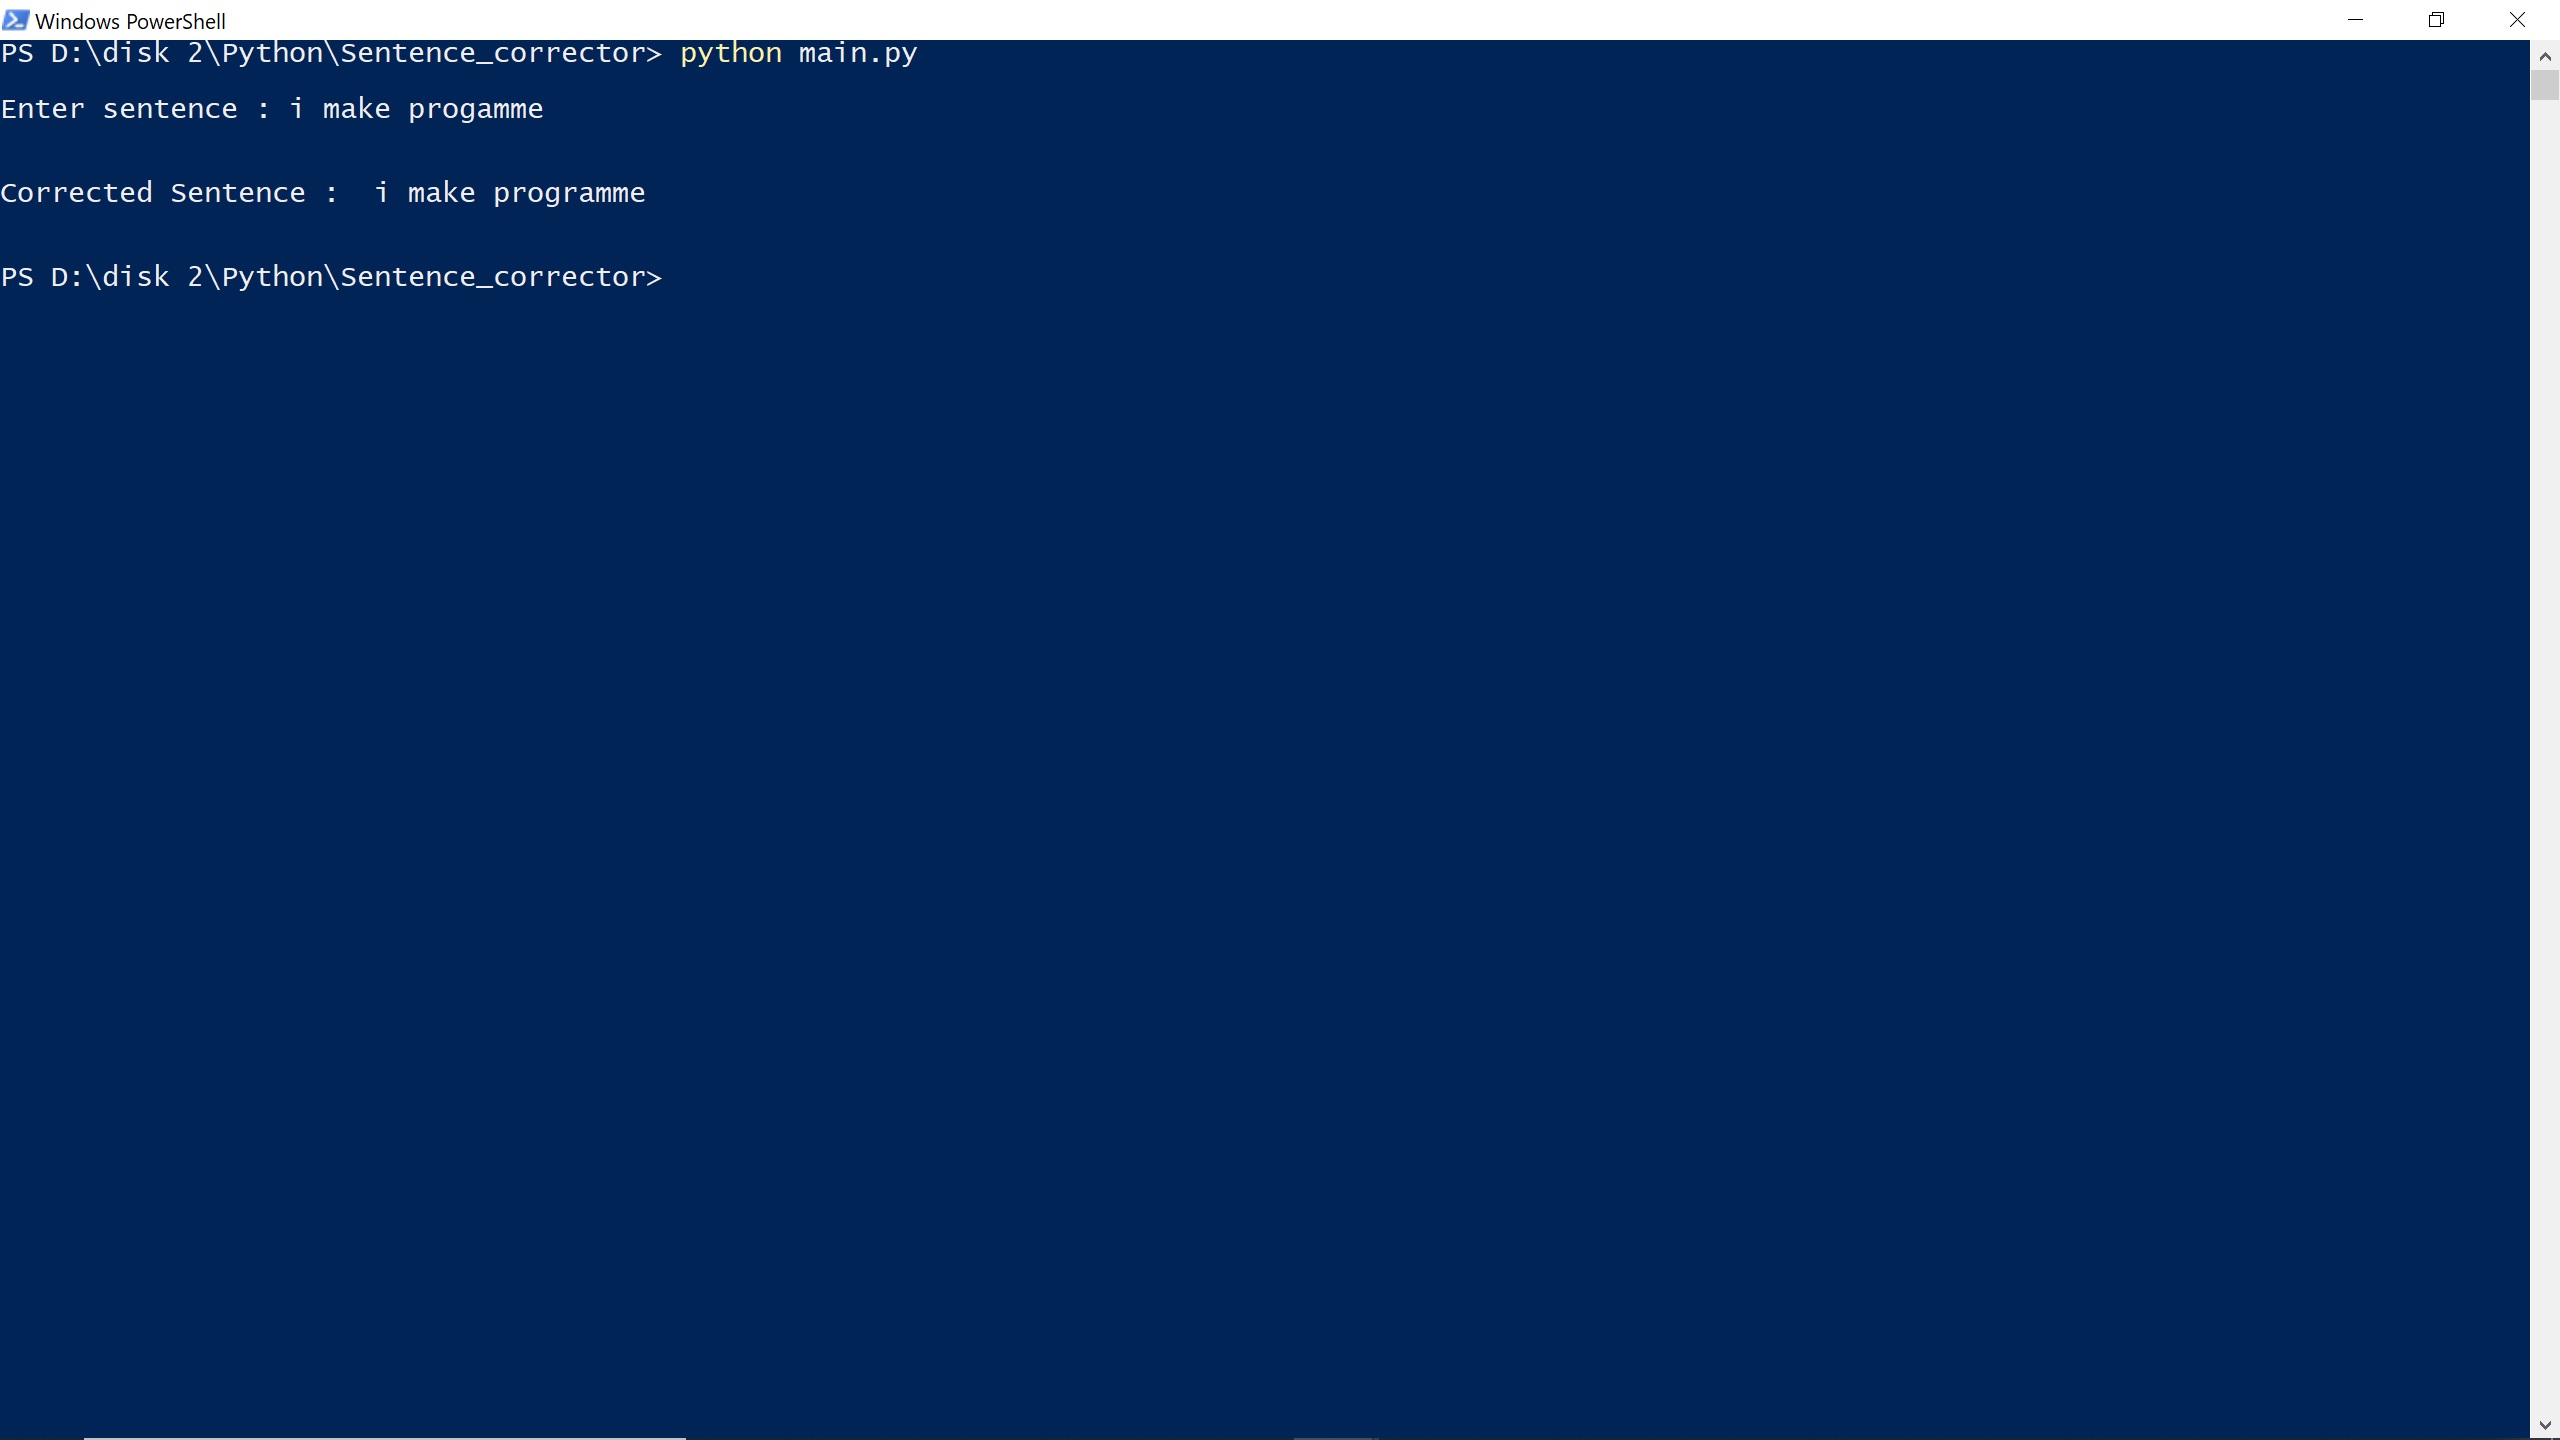 Windows PowerShell
PS D:\disk 2\Python\Sentence_corrector> python main.py
Enter sentence : i make progamme
Corrected Sentence :  i make programme
PS D:\disk 2\Python\Sentence_corrector>